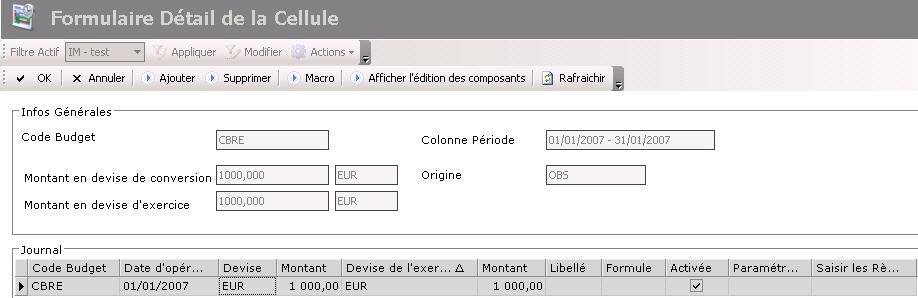 Formulaire Détail de la Cellule
Filtre Actif IM - test Appliquer Modifier Actions
OK Annuler Ajouter Supprimer Macro Afficher l'édition des composants Rafraichir
Infos Générales
Code Budget CBRE Colonne Période 01/01/2007 - 31/01/2007
Montant en devise de conversion 1000,000 EUR Origine OBS
Montant en devise d'exercice 1000,000 EUR
Journal
Code Budget Date d'opér... Devise Montant Devise de l'exer... Montant Libellé Formule Activée Paramétr... Saisir les Rè...
CBRE 01/01/2007 EUR 1 000,00 EUR 1 000,00